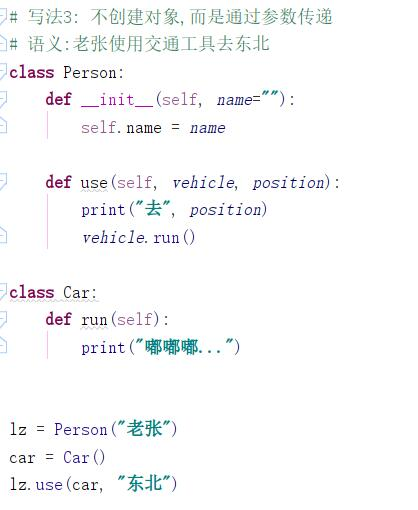 # 写法3: 不创建对象,而是通过参数传递
# 语义:老张使用交通工具去东北
class Person:
    def __init__(self, name=""):
        self.name = name
    def use(self, vehicle, position):
        print("去", position)
        vehicle.run()
class Car:
    def run(self):
        print("嘟嘟嘟...")
lz = Person("老张")
car = Car()
lz.use(car, "东北")